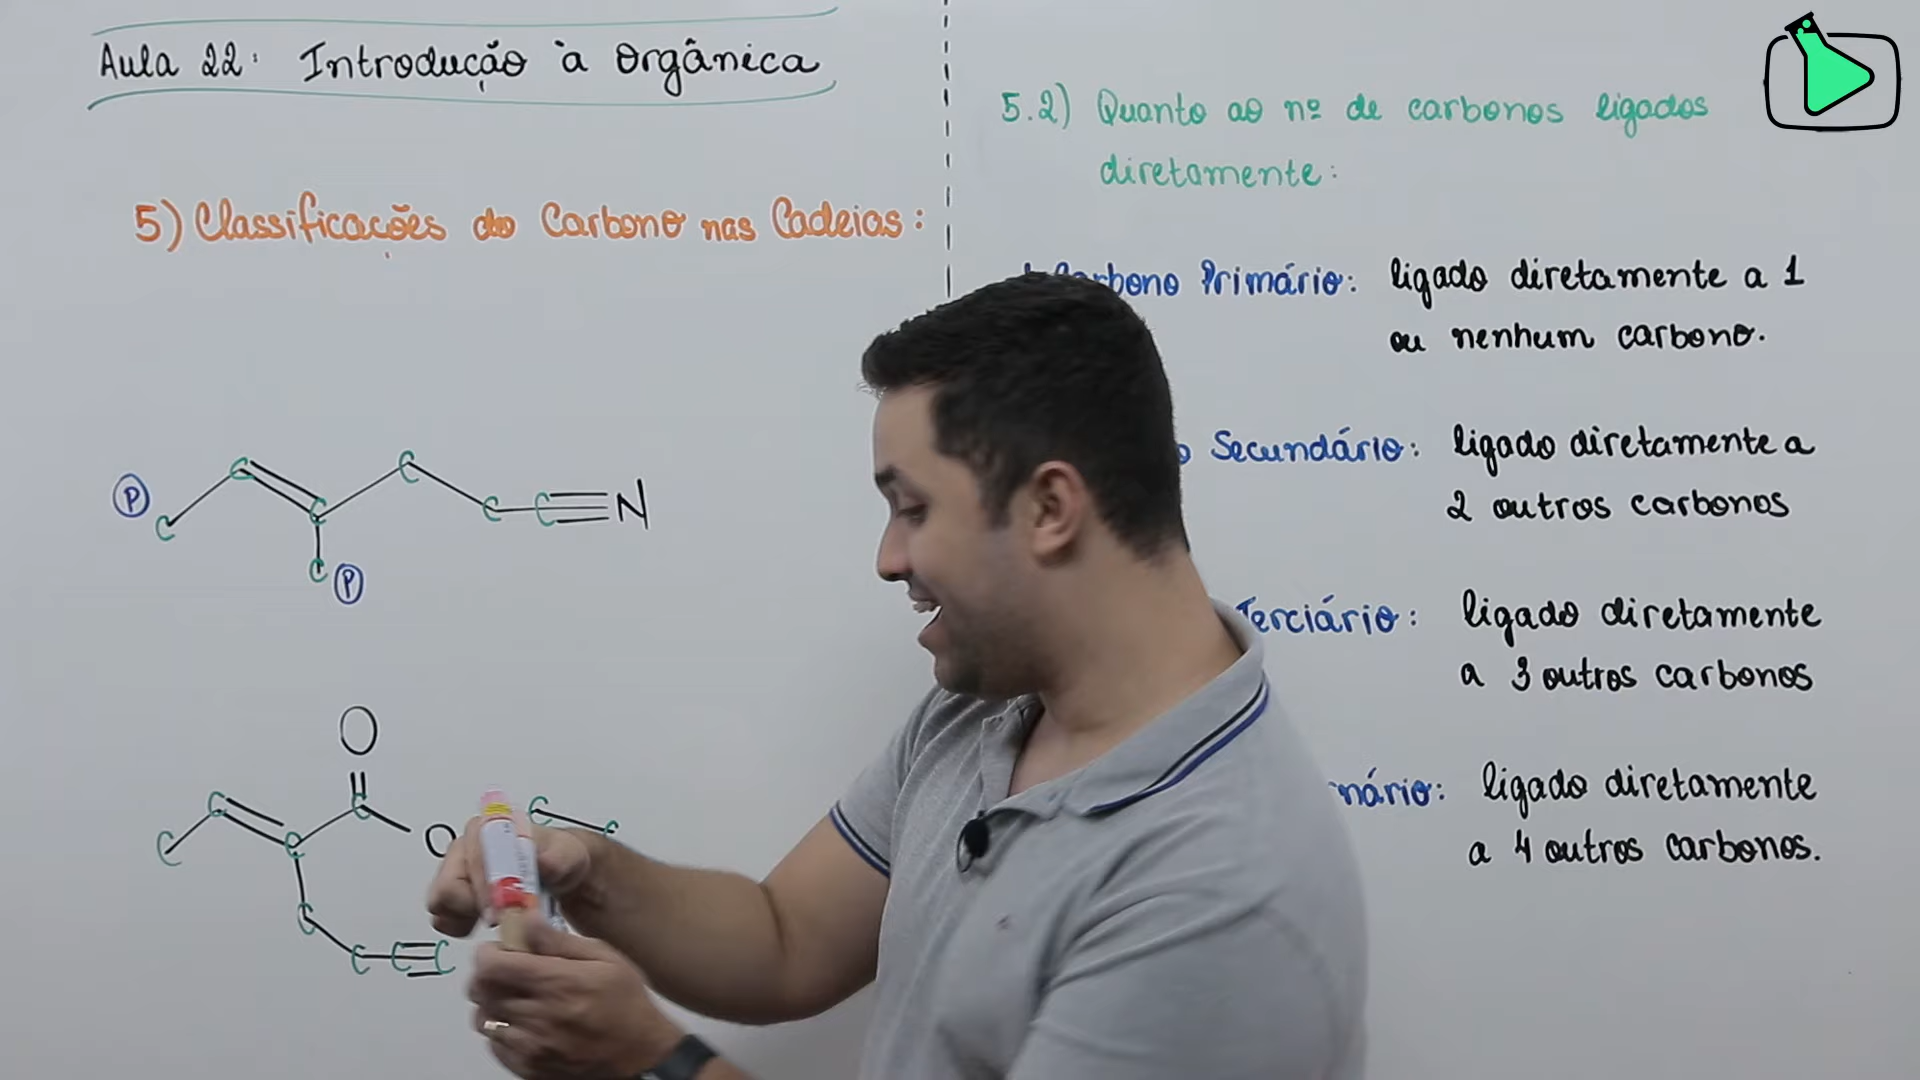 Aula 22: Introdução à Orgânica
5) Classificações do Carbono nas Cadeias:
P
C C C C C C N
C P
O
C C C C O C C
C C C C
5.2) Quanto ao nº de carbonos ligados
diretamente:
Primário: ligado diretamente a 1
ou nenhum carbono.
Secundário: ligado diretamente a
2 outros carbonos
Terciário: ligado diretamente
a 3 outros carbonos
ligado diretamente
a 4 outros carbonos.